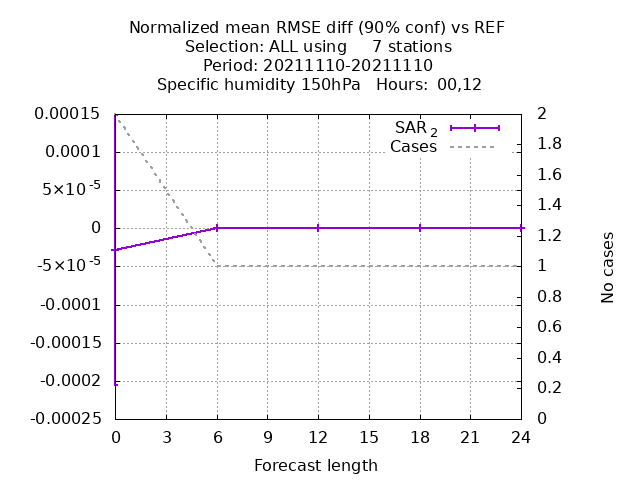 Normalized mean RMSE diff (90% conf) vs REF
Selection: ALL using     7 stations
Period: 20211110-20211110
Specific humidity 150hPa   Hours: 00,12
SAR 2
Cases
0.00015
0.0001
5×10-5
0
-5×10-5
-0.0001
-0.00015
-0.0002
-0.00025
2
1.8
1.6
1.4
1.2
1
0.8
0.6
0.4
0.2
0
No cases
0 3 6 9 12 15 18 21 24
Forecast length